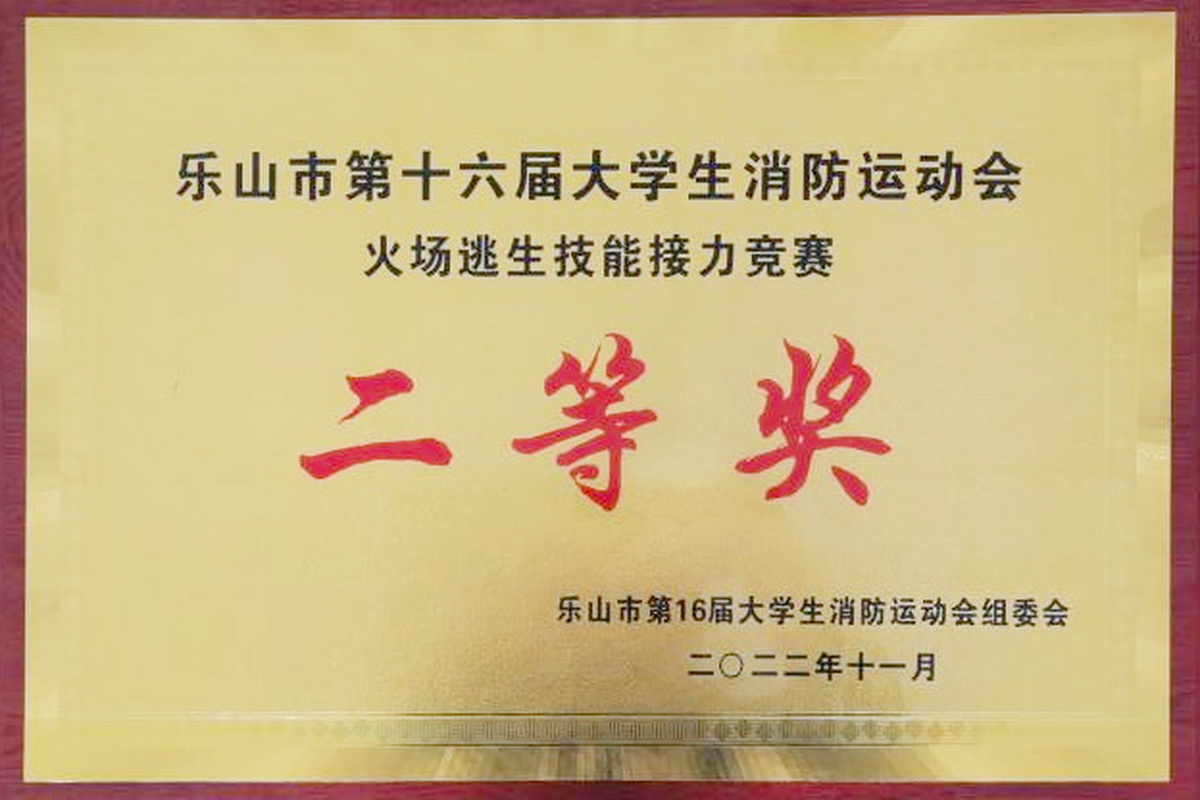 乐山市第十六届大学生消防运动会
火场逃生技能接力竞赛
二等奖
乐山市第16届大学生消防运动会组委会
二〇二二年十一月